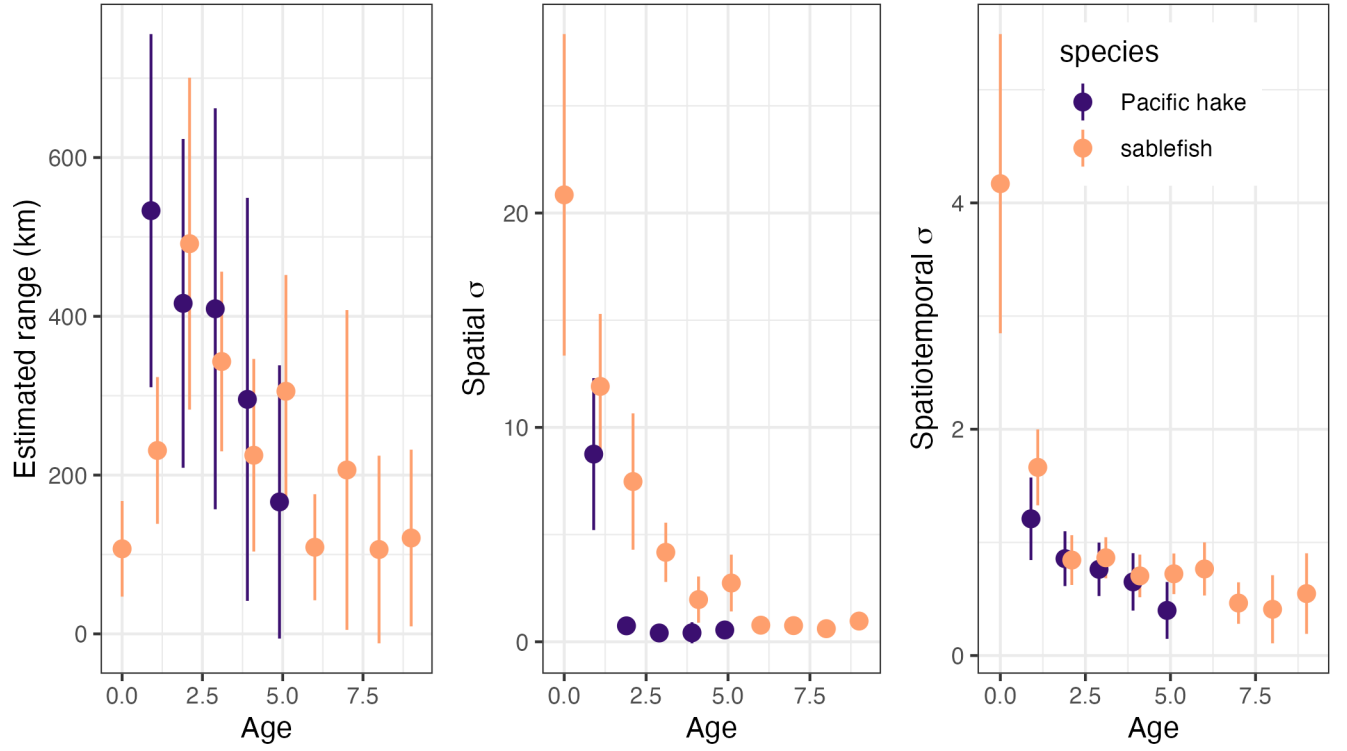 Estimated range (km)
600
400
200
0
0.0 2.5 5.0 7.5
Age
Spatial σ
20
10
0
0.0 2.5 5.0 7.5
Age
Spatiotemporal σ
4
2
0
0.0 2.5 5.0 7.5
Age
species
Pacific hake
sablefish